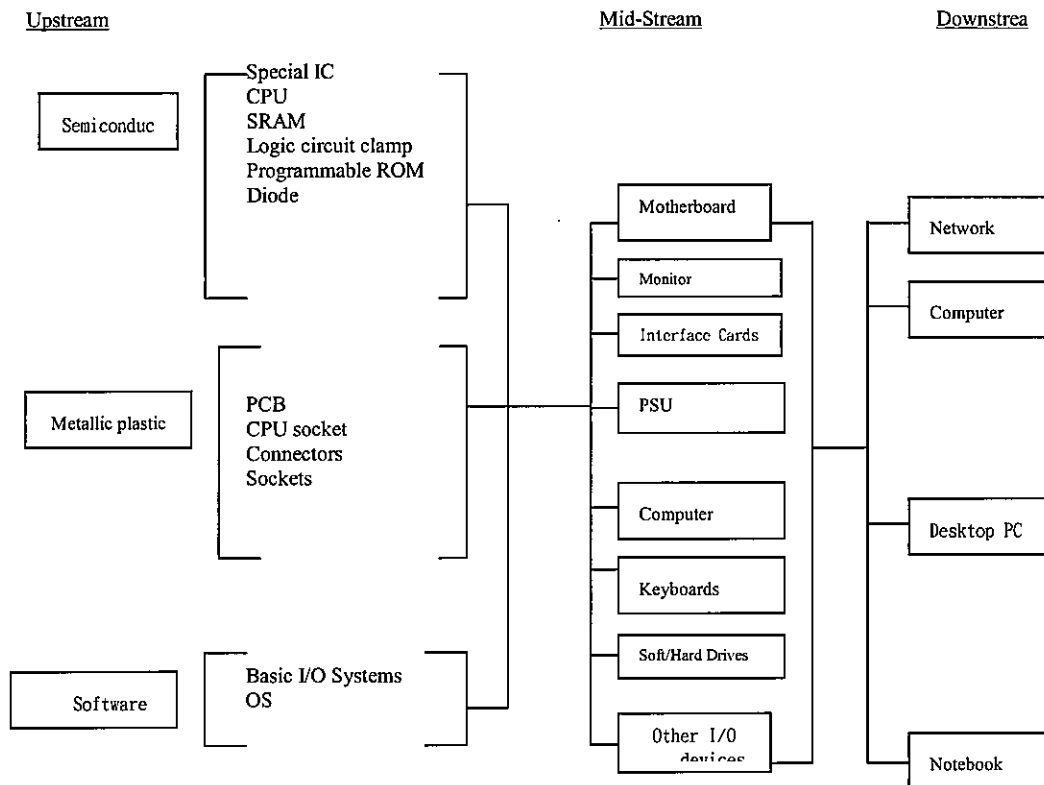 Upstream
Mid-Stream
Downstrea
Semiconduc
Special IC
CPU
SRAM
Logic circuit clamp
Programmable ROM
Diode
Metallic plastic
PCB
CPU socket
Connectors
Sockets
Software
Basic I/O Systems
OS
Motherboard
Monitor
Interface Cards
PSU
Computer
Keyboards
Soft/Hard Drives
Other I/O
devices
Network
Computer
Desktop PC
Notebook